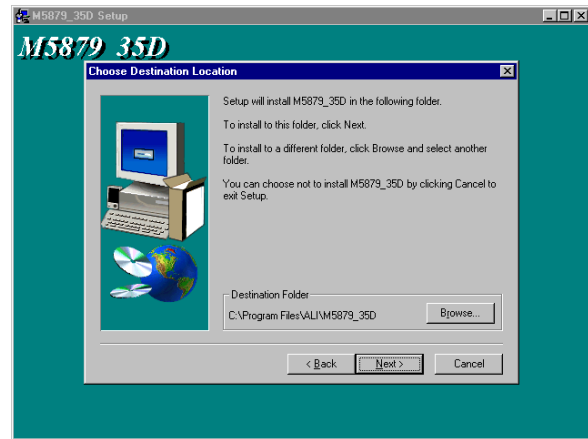 M5879_35D Setup
M5879 35D
Choose Destination Location
Setup will install M5879_35D in the following folder.
To install to this folder, click Next.
To install to a different folder, click Browse and select another
folder.
You can choose not to install M5879_35D by clicking Cancel to
exit Setup.
Destination Folder
C:\Program Files\ALI\M5879_35D
Browse...
< Back
Next >
Cancel